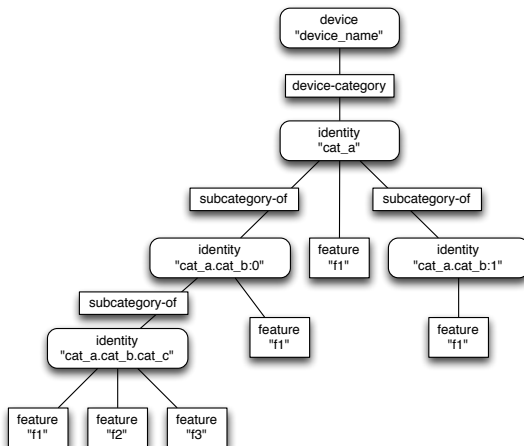 device
"device_name"
device-category
identity
"cat_a"
subcategory-of
subcategory-of
identity
"cat_a.cat_b:0"
feature
"f1"
identity
"cat_a.cat_b:1"
subcategory-of
feature
"f1"
feature
"f1"
identity
"cat_a.cat_b.cat_c"
feature
"f1"
feature
"f2"
feature
"f3"